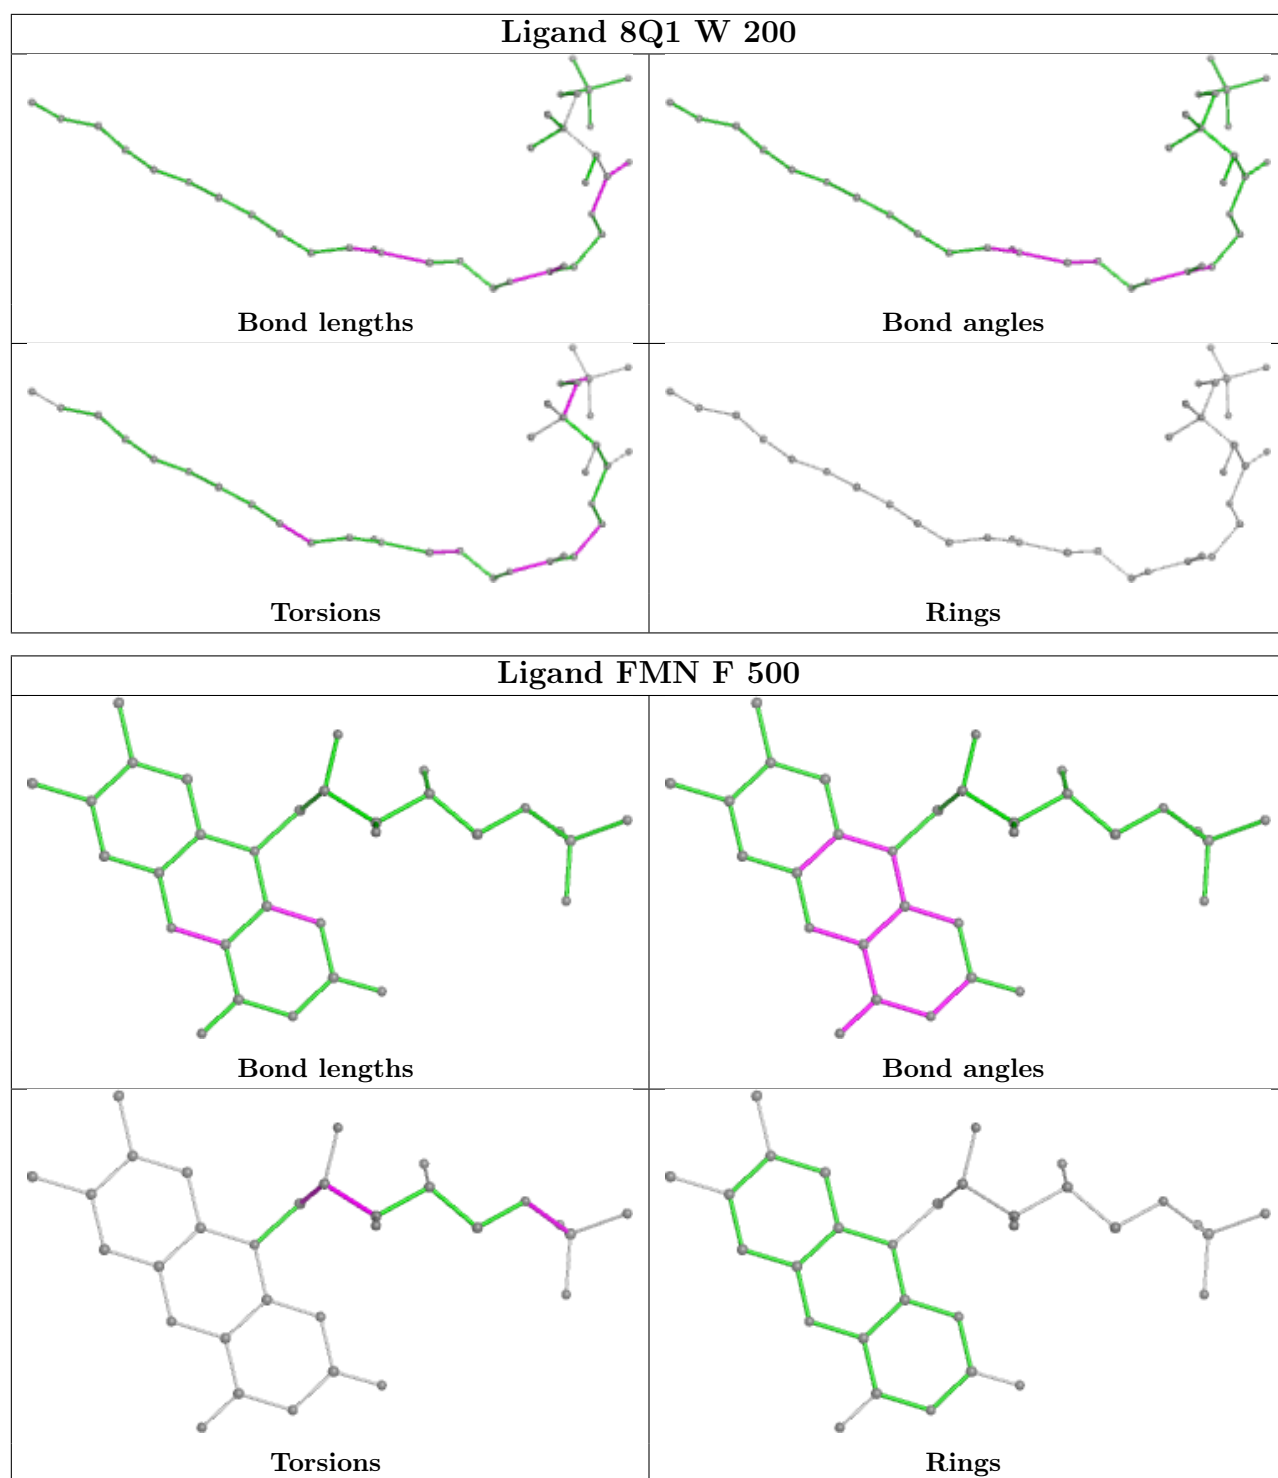 Ligand 8Q1 W 200
Bond lengths
Bond angles
Torsions
Rings
Ligand FMN F 500
Bond lengths
Bond angles
Torsions
Rings